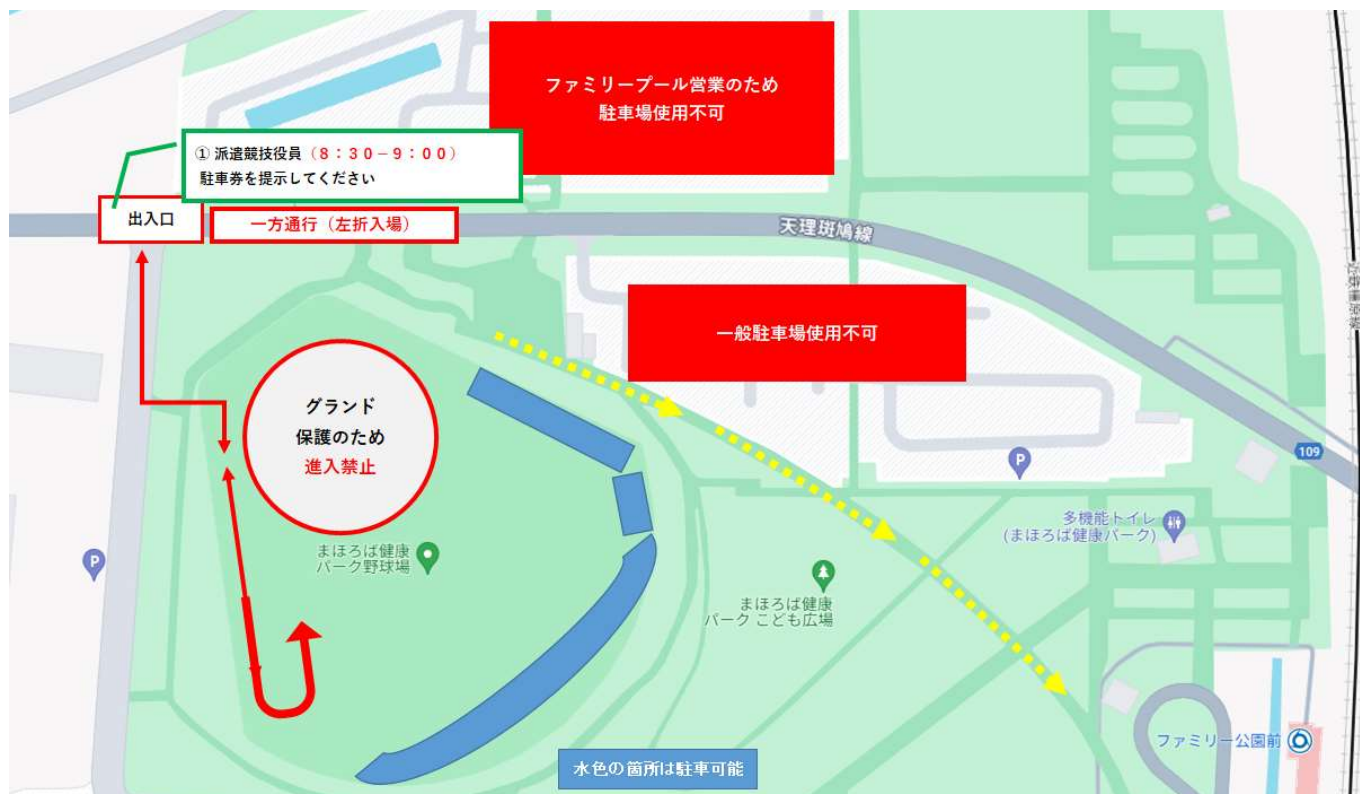 ファミリープール営業のため
駐車場使用不可
① 派遣競技役員（８：３０－９：００）
駐車券を提示してください
出入口
一方通行（左折入場）
天理斑鳩線
近鉄橿原線
一般駐車場使用不可
グランド
保護のため
進入禁止
109
P
多機能トイレ
(まほろば健康パーク)
まほろば健康
パーク野球場
P
まほろば健康
パーク こども広場
ファミリー公園前
水色の箇所は駐車可能